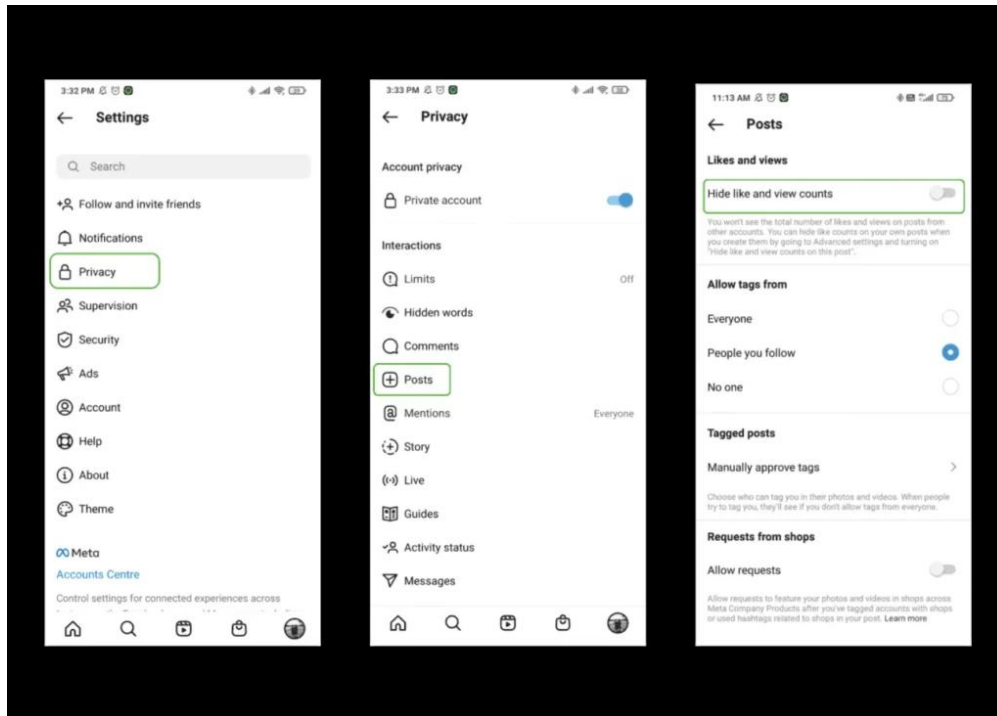 3:32 PM
Settings
Search
Follow and invite friends
Notifications
Privacy
Supervision
Security
Ads
Account
Help
About
Theme
Meta
Accounts Centre
Control settings for connected experiences across
3:33 PM
Privacy
Account privacy
Private account
Interactions
Limits Off
Hidden words
Comments
Posts
Mentions Everyone
Story
Live
Guides
Activity status
Messages
11:13 AM
Posts
Likes and views
Hide like and view counts
You won't see the total number of likes and views on posts from
other accounts. You can hide like counts on your own posts when
you create them by going to Advanced settings and turning on
"Hide like and view counts on this post".
Allow tags from
Everyone
People you follow
No one
Tagged posts
Manually approve tags
Choose who can tag you in their photos and videos. When people
try to tag you, they'll see if you don't allow tags from everyone.
Requests from shops
Allow requests
Allow requests to feature your photos and videos in shops across
Meta Company Products after you've tagged accounts with shops
or used hashtags related to shops in your post. Learn more